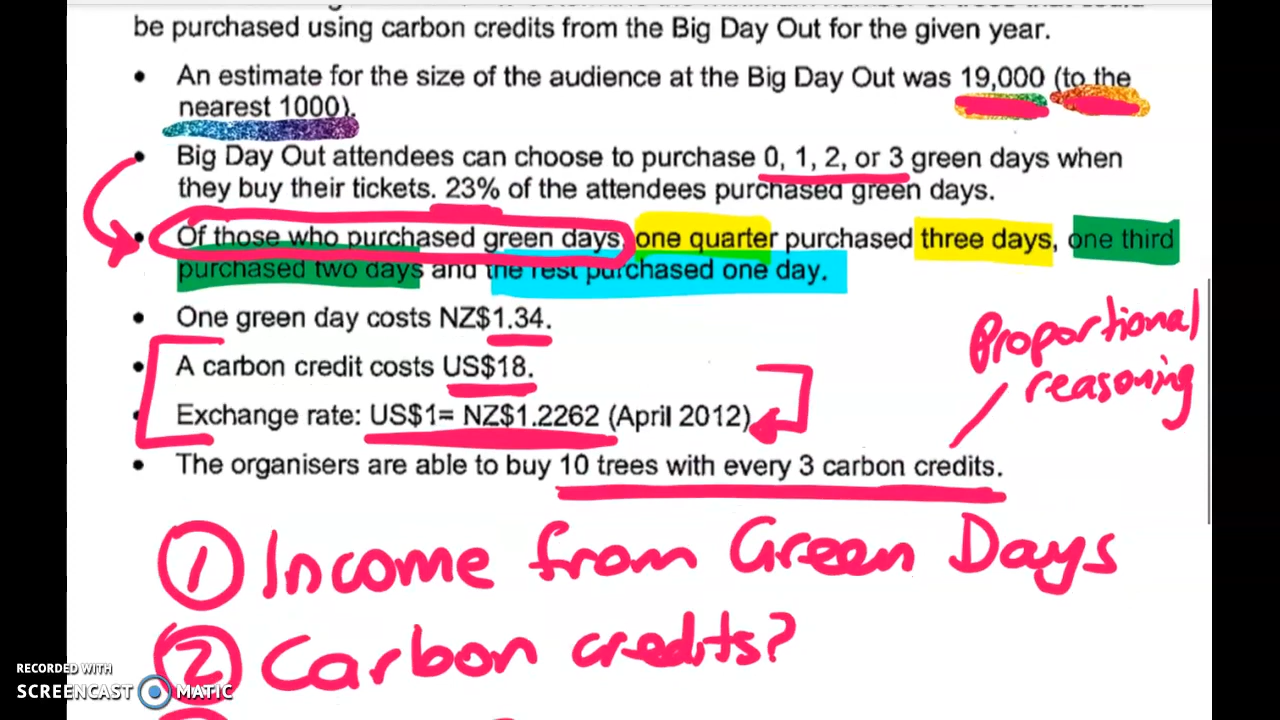 be purchased using carbon credits from the Big Day Out for the given year.
• An estimate for the size of the audience at the Big Day Out was 19,000 (to the
nearest 1000).
• Big Day Out attendees can choose to purchase 0, 1, 2, or 3 green days when
they buy their tickets. 23% of the attendees purchased green days.
• Of those who purchased green days, one quarter purchased three days, one third
purchased two days and the rest purchased one day.
• One green day costs NZ$1.34.
• A carbon credit costs US$18.
• Exchange rate: US$1= NZ$1.2262 (April 2012)
• The organisers are able to buy 10 trees with every 3 carbon credits.
Proportional
reasoning
① Income from Green Days
② Carbon credits?
RECORDED WITH
SCREENCAST MATIC